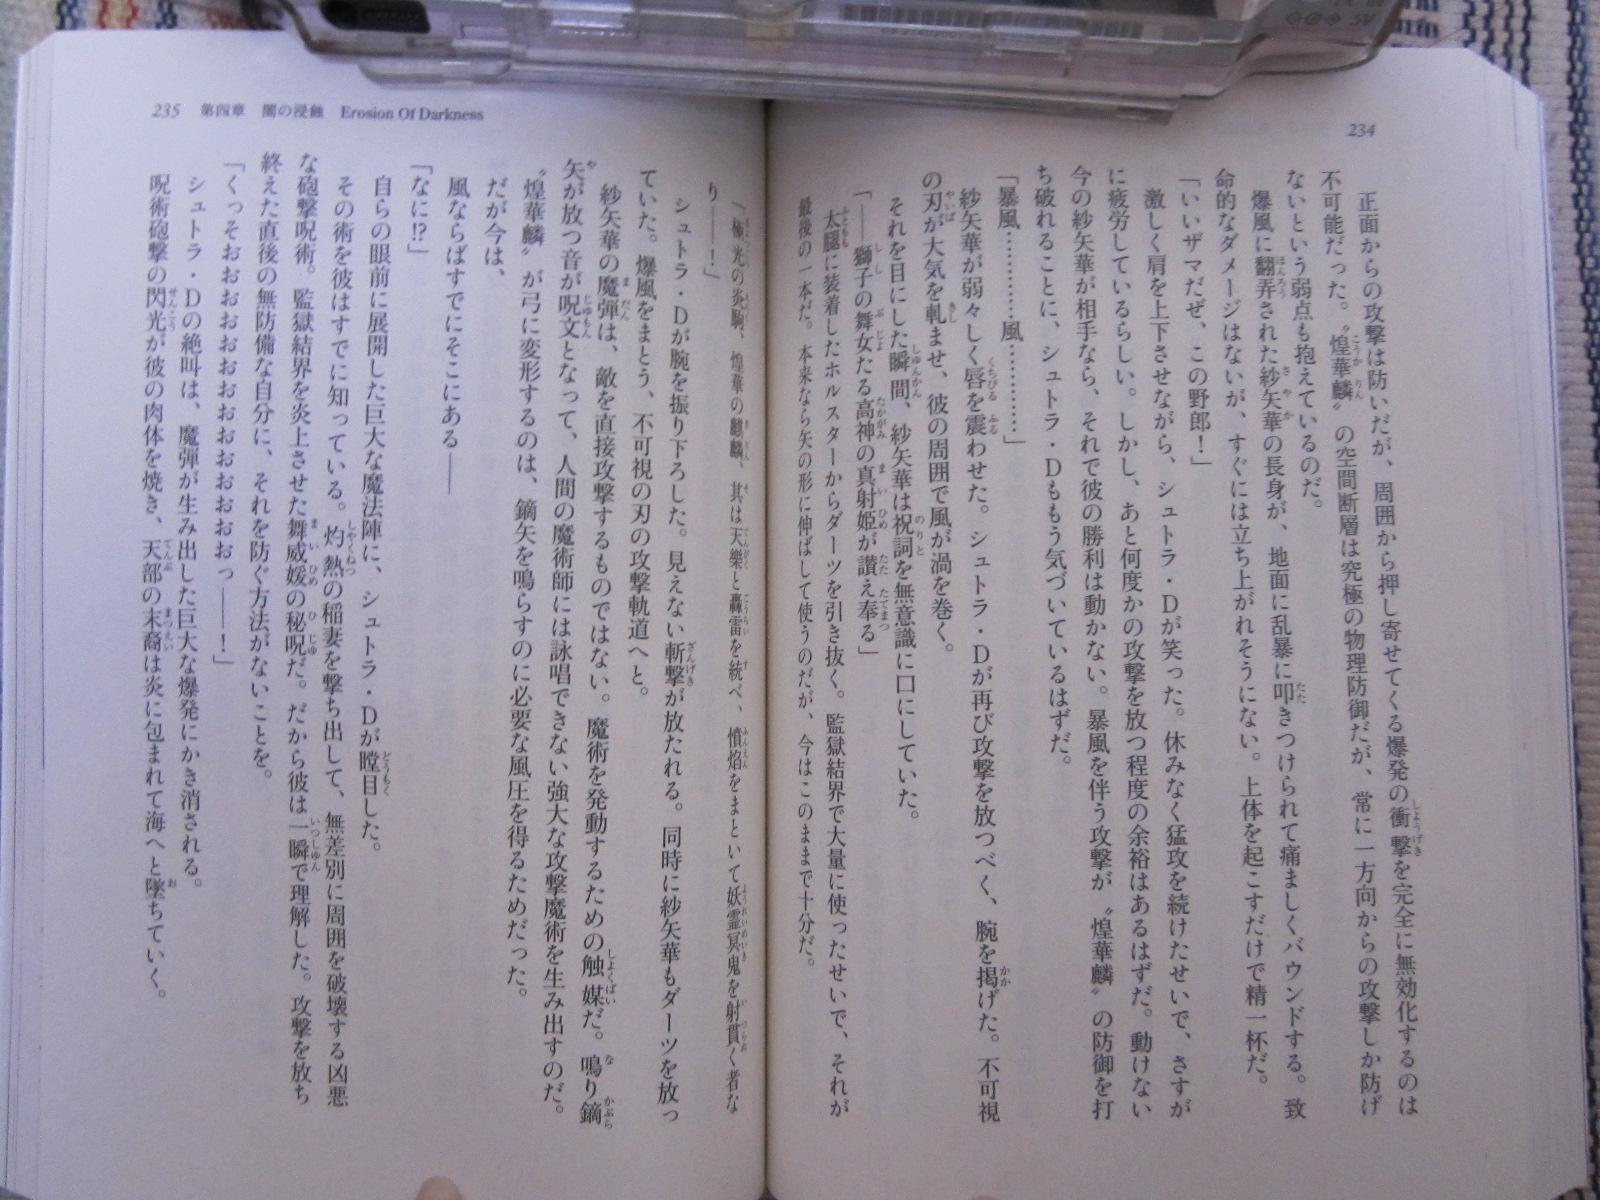 234
正面からの攻撃は防いだが、周囲から押し寄せてくる爆発の衝撃を完全に無効化するのは
不可能だった。〝煌華麟〟の空間断層は究極の物理防御だが、常に一方向からの攻撃しか防げ
ないという弱点も抱えているのだ。
爆風に翻弄された紗矢華の長身が、地面に乱暴に叩きつけられて痛ましくバウンドする。致
命的なダメージはないが、すぐには立ち上がれそうにない。上体を起こすだけで精一杯だ。
「いいザマだぜ、この野郎！」
激しく肩を上下させながら、シュトラ・Dが笑った。休みなく猛攻を続けたせいで、さすが
に疲労しているらしい。しかし、あと何度かの攻撃を放つ程度の余裕はあるはずだ。動けない
今の紗矢華が相手なら、それで彼の勝利は動かない。暴風を伴う攻撃が〝煌華麟〟の防御を打
ち破れることに、シュトラ・Dももう気づいているはずだ。
「暴風……………風…………」
紗矢華が弱々しく唇を震わせた。シュトラ・Dが再び攻撃を放つべく、腕を掲げた。不可視
の刃が大気を軋ませ、彼の周囲で風が渦を巻く。
それを目にした瞬間、紗矢華は祝詞を無意識に口にしていた。
「──獅子の舞女たる高神の真射姫が讃え奉る」
太腿に装着したホルスターからダーツを引き抜く。監獄結界で大量に使ったせいで、それが
最後の一本だ。本来なら矢の形に伸ばして使うのだが、今はこのままで十分だ。
235 第四章 闇の浸蝕 Erosion Of Darkness
「極光の炎駒、煌華の麒麟、其は天樂と轟雷を統べ、憤焰をまといて妖霊冥鬼を射貫く者な
り──！」
シュトラ・Dが腕を振り下ろした。見えない斬撃が放たれる。同時に紗矢華もダーツを放っ
ていた。爆風をまとう、不可視の刃の攻撃軌道へと。
紗矢華の魔弾は、敵を直接攻撃するものではない。魔術を発動するための触媒だ。鳴り鏑
矢が放つ音が呪文となって、人間の魔術師には詠唱できない強大な攻撃魔術を生み出すのだ。
〝煌華麟〟が弓に変形するのは、鏑矢を鳴らすのに必要な風圧を得るためだった。
だが今は、
風ならばすでにそこにある──
「なに!?」
自らの眼前に展開した巨大な魔法陣に、シュトラ・Dが瞠目した。
その術を彼はすでに知っている。灼熱の稲妻を撃ち出して、無差別に周囲を破壊する凶悪
な砲撃呪術。監獄結界を炎上させた舞威媛の秘呪だ。だから彼は一瞬で理解した。攻撃を放ち
終えた直後の無防備な自分に、それを防ぐ方法がないことを。
「くっそおおおおおおおおおおおおおおっ──！」
シュトラ・Dの絶叫は、魔弾が生み出した巨大な爆発にかき消される。
呪術砲撃の閃光が彼の肉体を焼き、天部の末裔は炎に包まれて海へと墜ちていく。